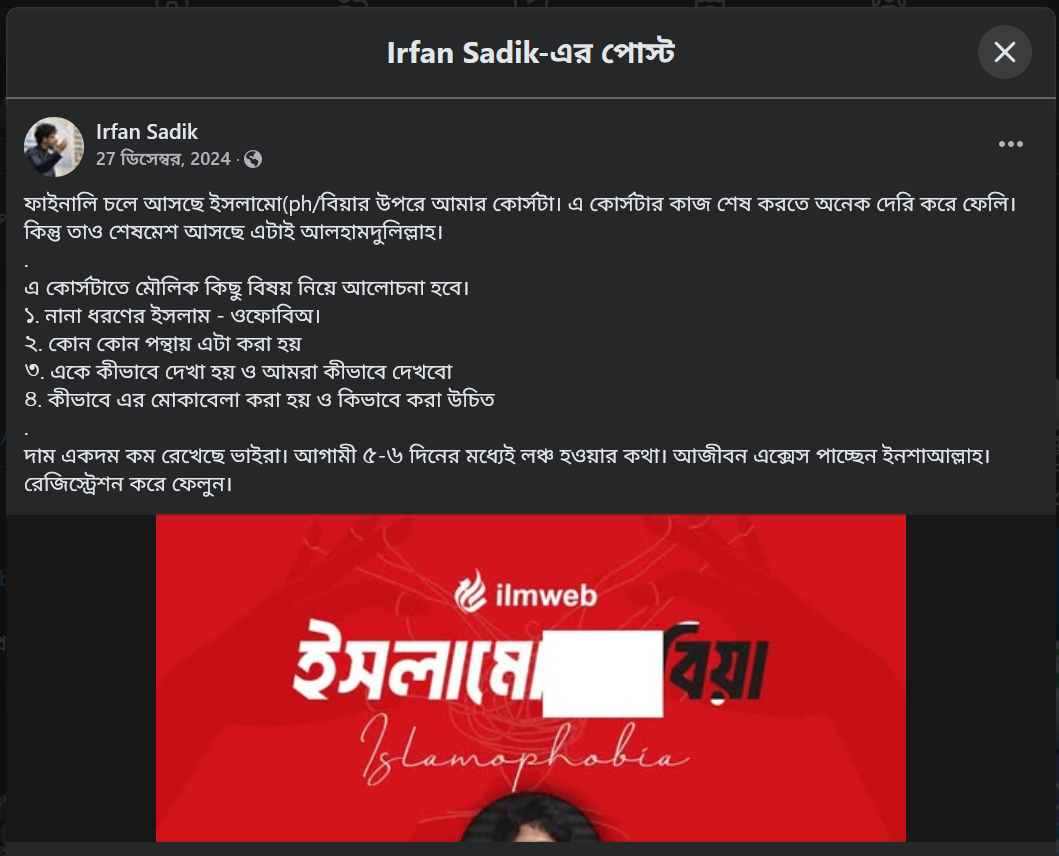 Irfan Sadik-এর পোস্ট
Irfan Sadik
27 ডিসেম্বর, 2024 ·
ফাইনালি চলে আসছে ইসলামো(ph/বিয়ার উপরে আমার কোর্সটা। এ কোর্সটার কাজ শেষ করতে অনেক দেরি করে ফেলি।
কিন্তু তাও শেষমেশ আসছে এটাই আলহামদুলিল্লাহ।
.
এ কোর্সটাতে মৌলিক কিছু বিষয় নিয়ে আলোচনা হবে।
১. নানা ধরণের ইসলাম - ওফোবিঅ।
২. কোন কোন পন্থায় এটা করা হয়
৩. একে কীভাবে দেখা হয় ও আমরা কীভাবে দেখবো
৪. কীভাবে এর মোকাবেলা করা হয় ও কিভাবে করা উচিত
.
দাম একদম কম রেখেছে ভাইরা। আগামী ৫-৬ দিনের মধ্যেই লঞ্চ হওয়ার কথা। আজীবন এক্সেস পাচ্ছেন ইনশাআল্লাহ।
রেজিস্ট্রেশন করে ফেলুন।
ilmweb
ইসলামো বিয়া
Islamophobia